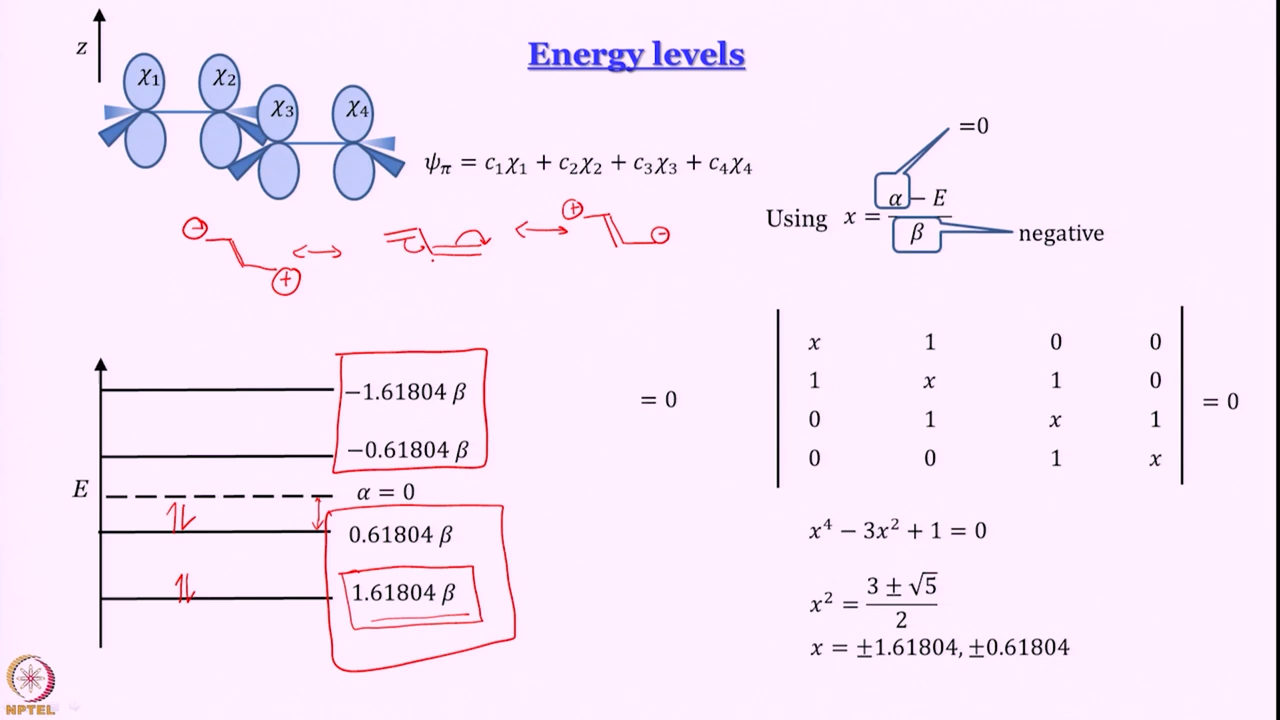 Energy levels
z
χ1 χ2 χ3 χ4
ψπ = c1χ1 + c2χ2 + c3χ3 + c4χ4
=0
Using x = (α − E) / β
negative
⊖ ⊕ ↔ ↔ ⊕ ⊖
E
−1.61804 β
−0.61804 β
α = 0
0.61804 β
1.61804 β
= 0
x 1 0 0
1 x 1 0
0 1 x 1
0 0 1 x
= 0
x⁴ − 3x² + 1 = 0
x² = (3 ± √5) / 2
x = ±1.61804, ±0.61804
NPTEL